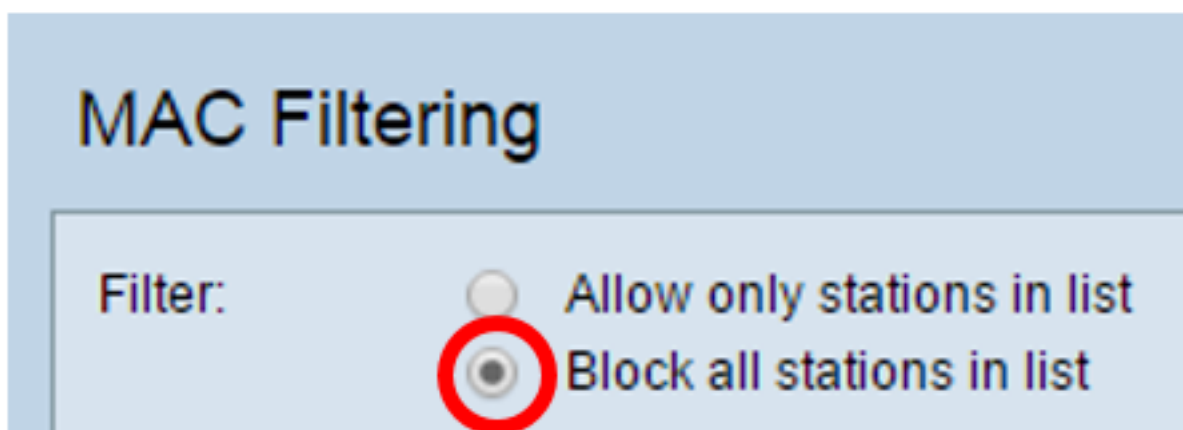 MAC Filtering
Filter:
Allow only stations in list
Block all stations in list